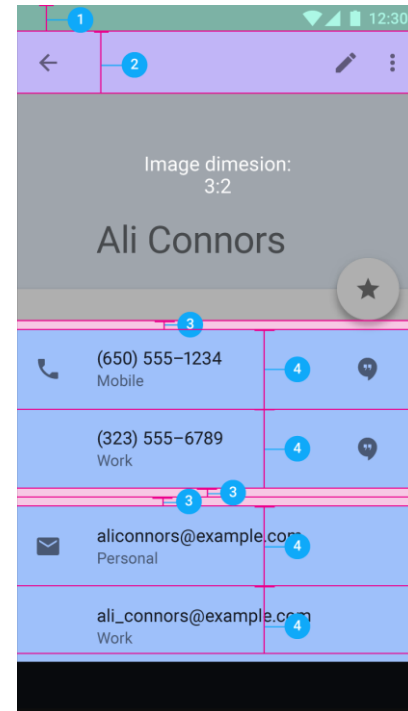 1
12:30
2
Image dimesion:
3:2
Ali Connors
3
(650) 555–1234
Mobile
4
(323) 555–6789
Work
4
3
3
aliconnors@example.com
Personal
4
ali_connors@example.com
Work
4